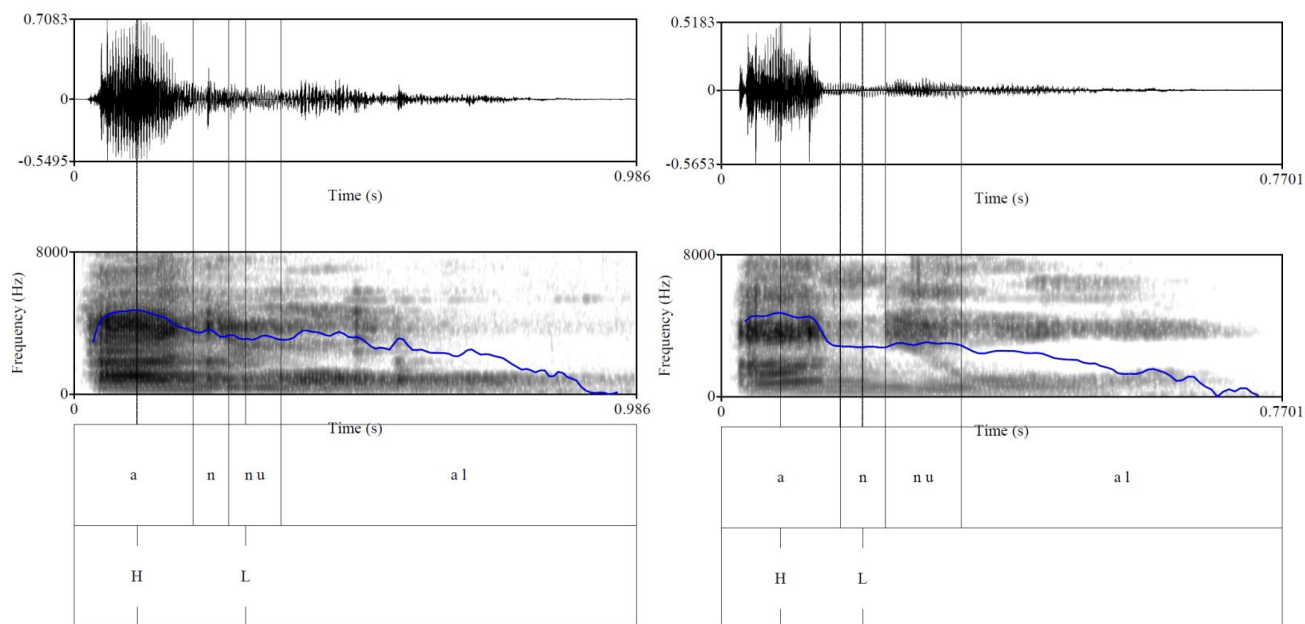 0.7083
0
-0.5495
0
0.986
Time (s)
8000
Frequency (Hz)
0
0
0.986
Time (s)
a n n u a l
H L
0.5183
0
-0.5653
0
0.7701
Time (s)
8000
Frequency (Hz)
0
0
0.7701
Time (s)
a n n u a l
H L